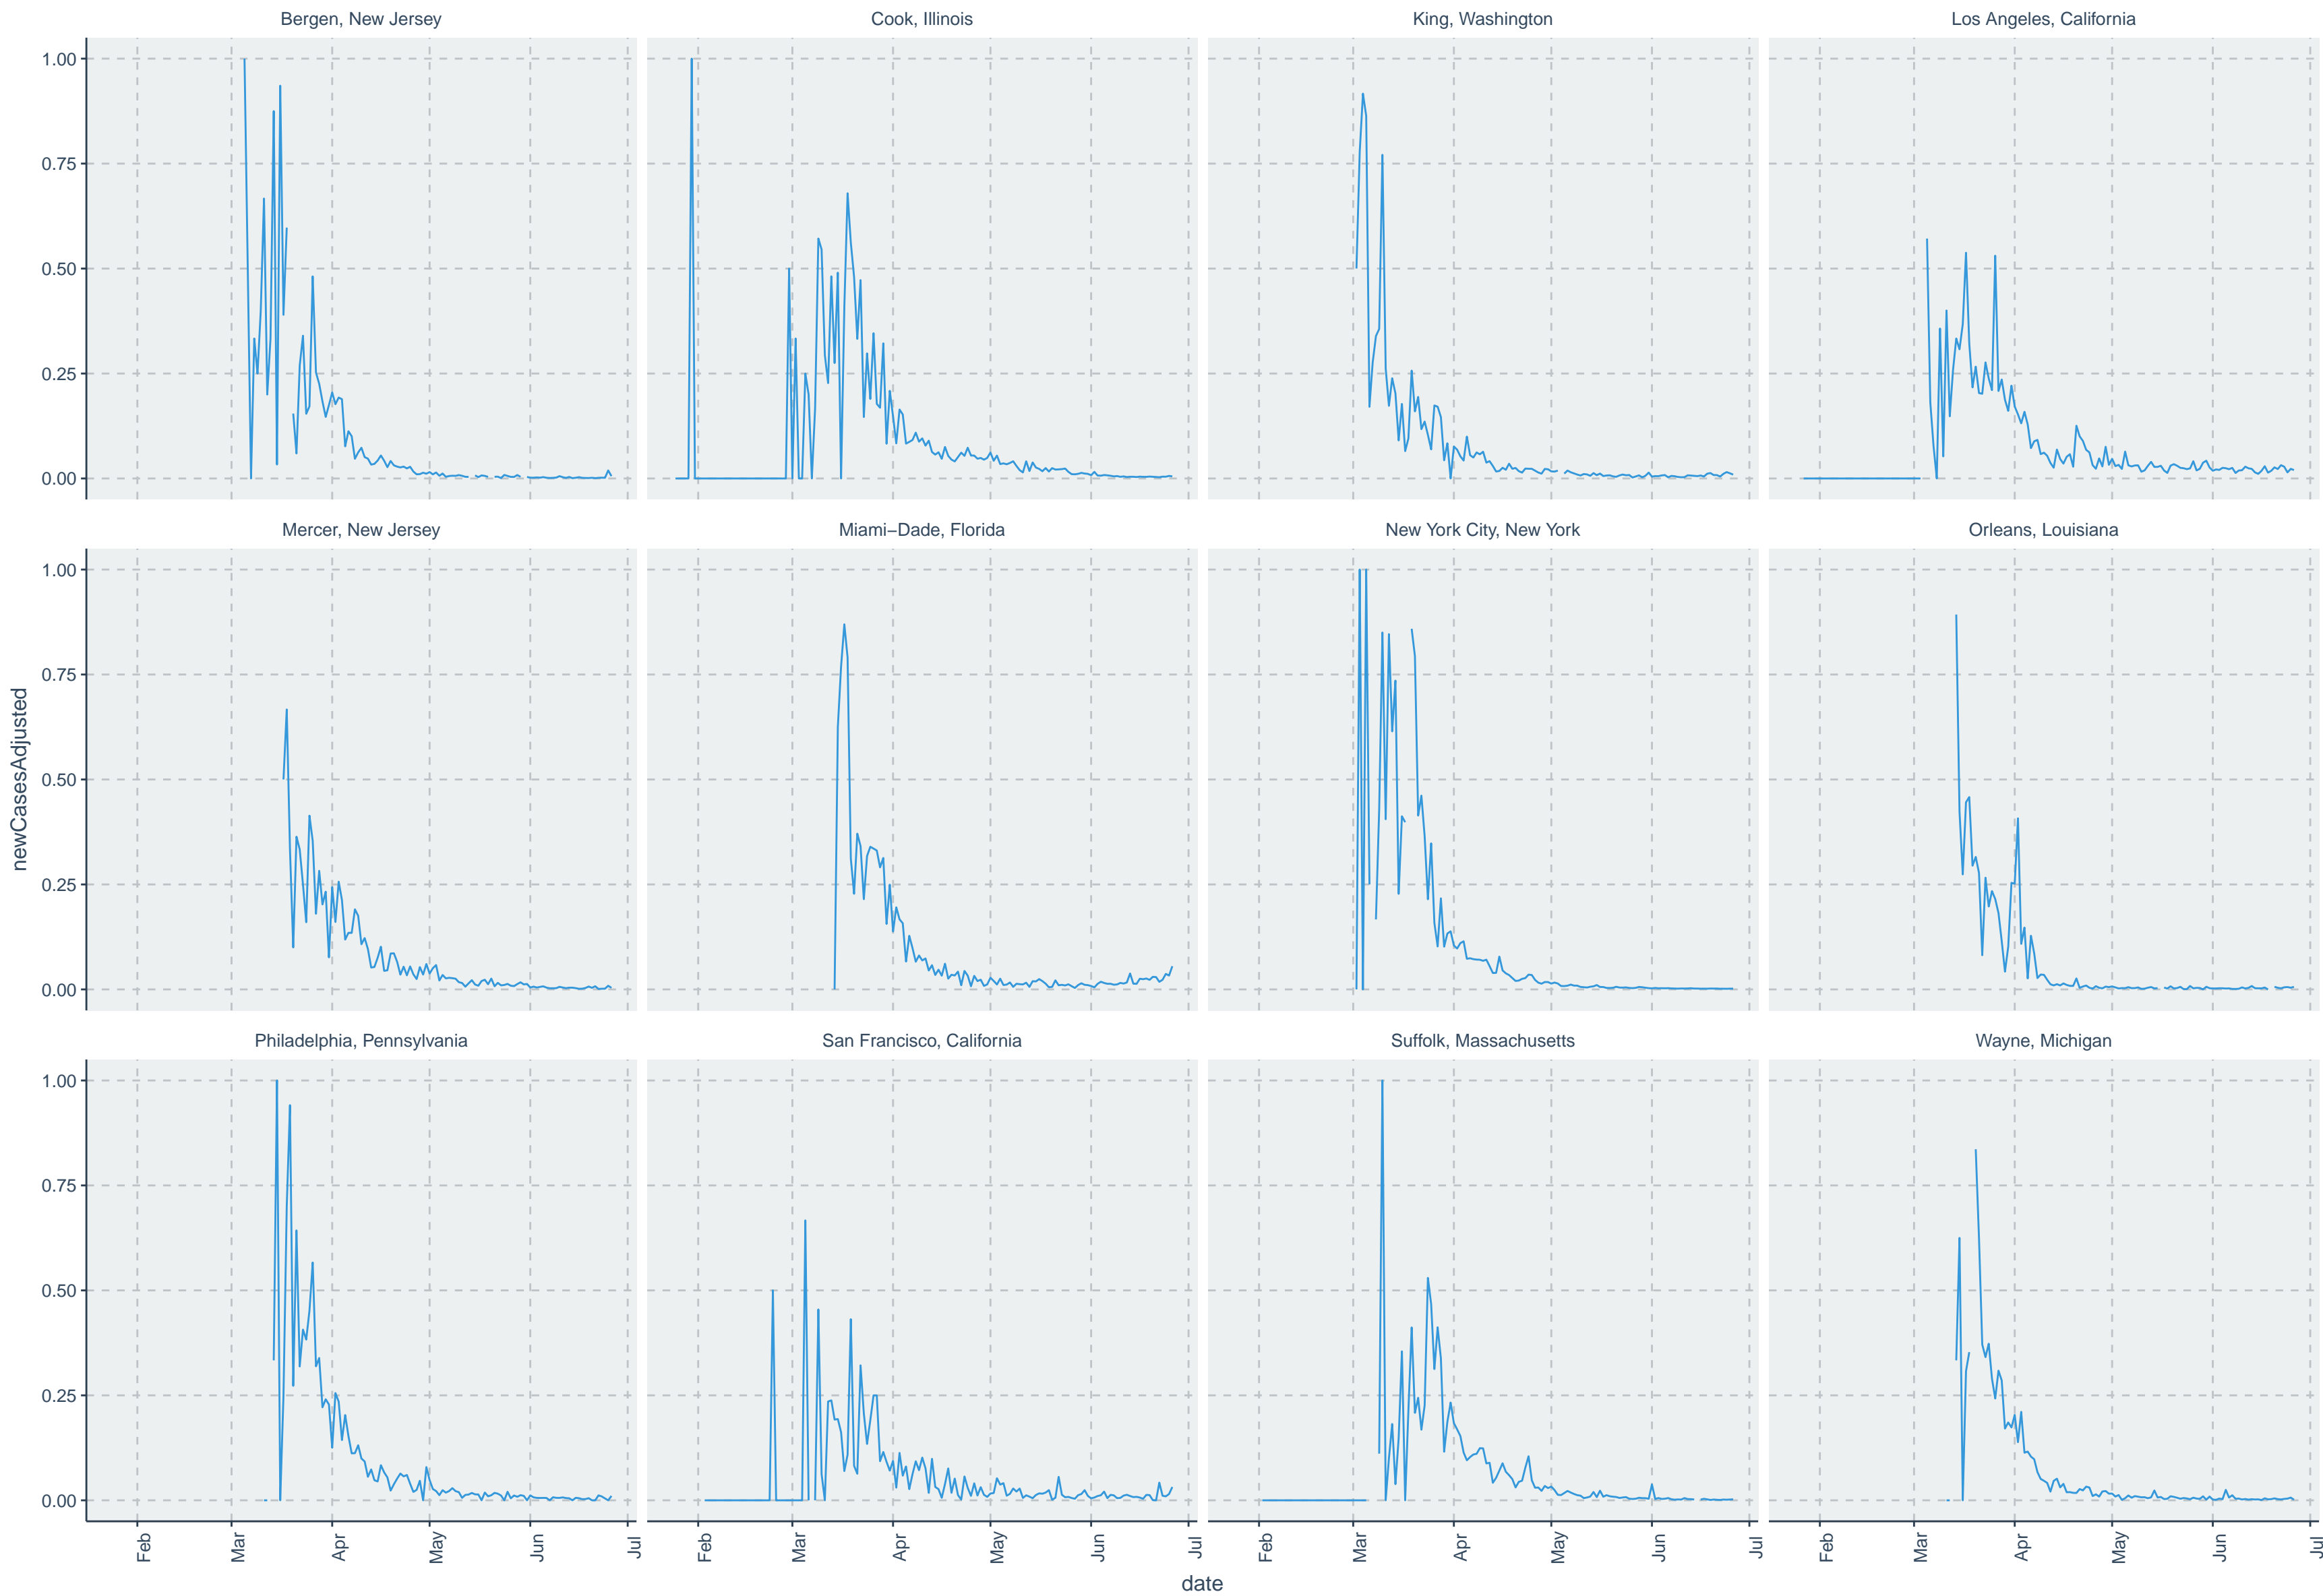 Bergen, New Jersey
Cook, Illinois
King, Washington
Los Angeles, California
1.00
0.75
0.50
0.25
0.00
Mercer, New Jersey
Miami−Dade, Florida
New York City, New York
Orleans, Louisiana
1.00
0.75
0.50
0.25
0.00
newCasesAdjusted
Philadelphia, Pennsylvania
San Francisco, California
Suffolk, Massachusetts
Wayne, Michigan
1.00
0.75
0.50
0.25
0.00
Feb
Mar
Apr
May
Jun
Jul
Feb
Mar
Apr
May
Jun
Jul
Feb
Mar
Apr
May
Jun
Jul
Feb
Mar
Apr
May
Jun
Jul
date